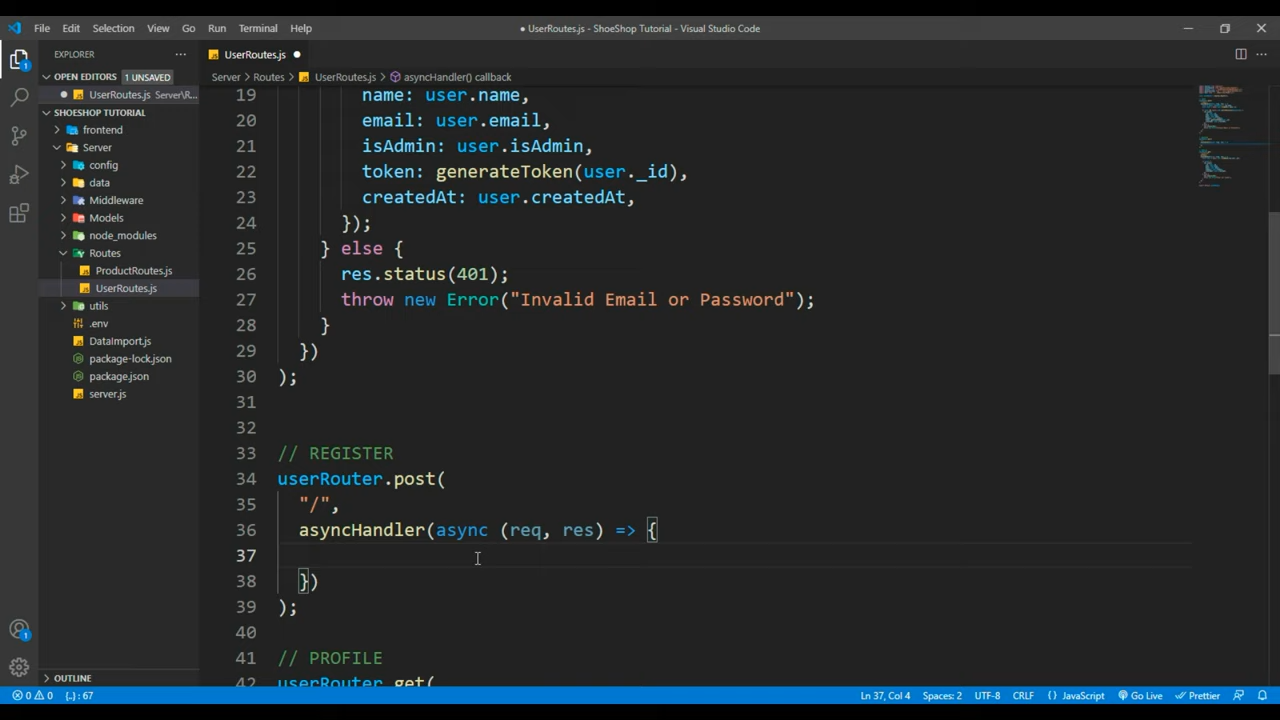 File Edit Selection View Go Run Terminal Help
● UserRoutes.js - ShoeShop Tutorial - Visual Studio Code
EXPLORER
UserRoutes.js
OPEN EDITORS 1 UNSAVED
UserRoutes.js Server\R...
SHOESHOP TUTORIAL
frontend
Server
config
data
Middleware
Models
node_modules
Routes
ProductRoutes.js
UserRoutes.js
utils
.env
DataImport.js
package-lock.json
package.json
server.js
OUTLINE
Server > Routes > UserRoutes.js > asyncHandler() callback
19 name: user.name,
20 email: user.email,
21 isAdmin: user.isAdmin,
22 token: generateToken(user._id),
23 createdAt: user.createdAt,
24 });
25 } else {
26 res.status(401);
27 throw new Error("Invalid Email or Password");
28 }
29 })
30 );
31
32
33 // REGISTER
34 userRouter.post(
35 "/",
36 asyncHandler(async (req, res) => {
37
38 })
39 );
40
41 // PROFILE
42 userRouter.get(
1
1
0 0 {..} : 67
Ln 37, Col 4 Spaces: 2 UTF-8 CRLF {} JavaScript Go Live Prettier